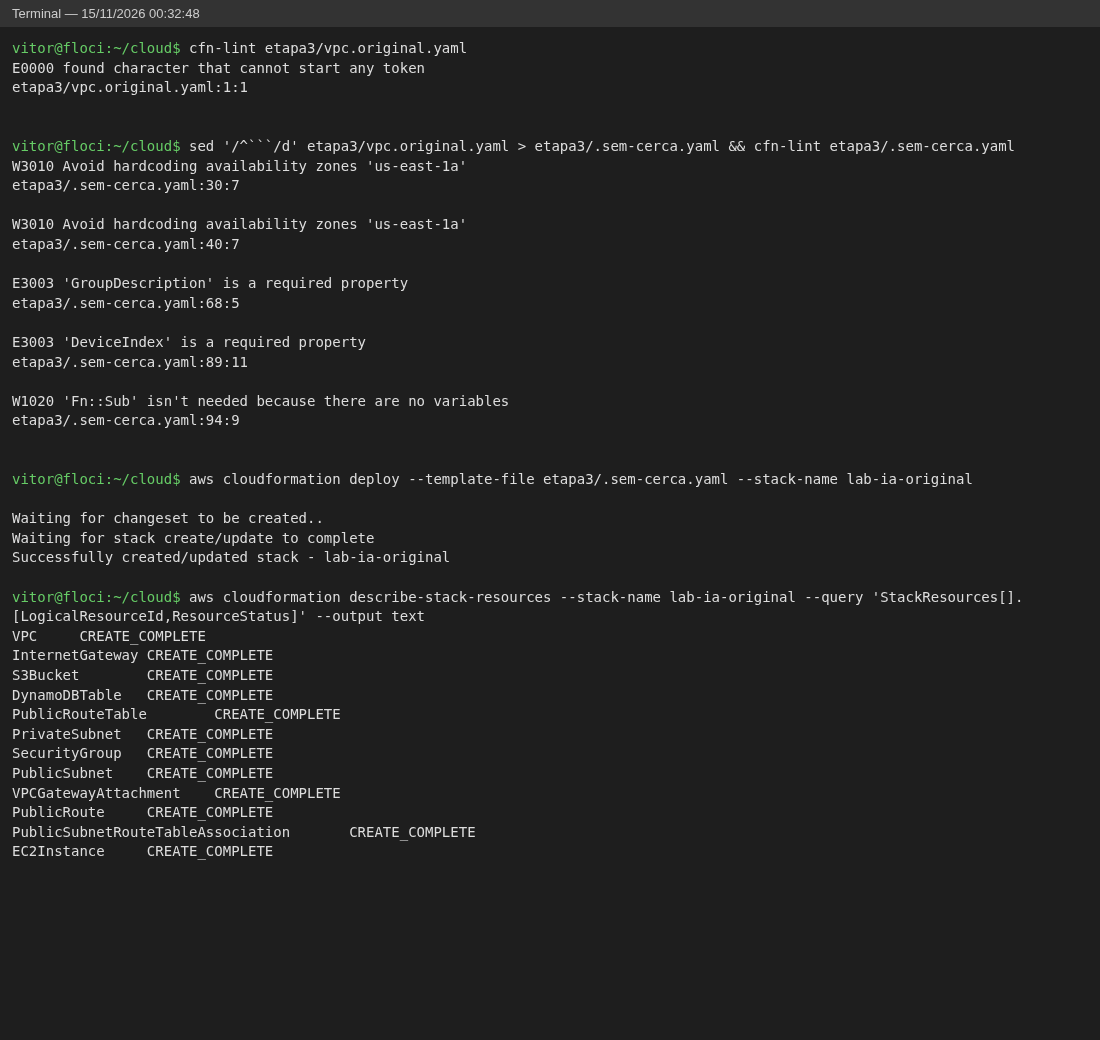 Terminal — 15/11/2026 00:32:48
vitor@floci:~/cloud$ cfn-lint etapa3/vpc.original.yaml
E0000 found character that cannot start any token
etapa3/vpc.original.yaml:1:1
vitor@floci:~/cloud$ sed '/^```/d' etapa3/vpc.original.yaml > etapa3/.sem-cerca.yaml && cfn-lint etapa3/.sem-cerca.yaml
W3010 Avoid hardcoding availability zones 'us-east-1a'
etapa3/.sem-cerca.yaml:30:7
W3010 Avoid hardcoding availability zones 'us-east-1a'
etapa3/.sem-cerca.yaml:40:7
E3003 'GroupDescription' is a required property
etapa3/.sem-cerca.yaml:68:5
E3003 'DeviceIndex' is a required property
etapa3/.sem-cerca.yaml:89:11
W1020 'Fn::Sub' isn't needed because there are no variables
etapa3/.sem-cerca.yaml:94:9
vitor@floci:~/cloud$ aws cloudformation deploy --template-file etapa3/.sem-cerca.yaml --stack-name lab-ia-original
Waiting for changeset to be created..
Waiting for stack create/update to complete
Successfully created/updated stack - lab-ia-original
vitor@floci:~/cloud$ aws cloudformation describe-stack-resources --stack-name lab-ia-original --query 'StackResources[].
[LogicalResourceId,ResourceStatus]' --output text
VPC     CREATE_COMPLETE
InternetGateway CREATE_COMPLETE
S3Bucket        CREATE_COMPLETE
DynamoDBTable   CREATE_COMPLETE
PublicRouteTable        CREATE_COMPLETE
PrivateSubnet   CREATE_COMPLETE
SecurityGroup   CREATE_COMPLETE
PublicSubnet    CREATE_COMPLETE
VPCGatewayAttachment    CREATE_COMPLETE
PublicRoute     CREATE_COMPLETE
PublicSubnetRouteTableAssociation       CREATE_COMPLETE
EC2Instance     CREATE_COMPLETE